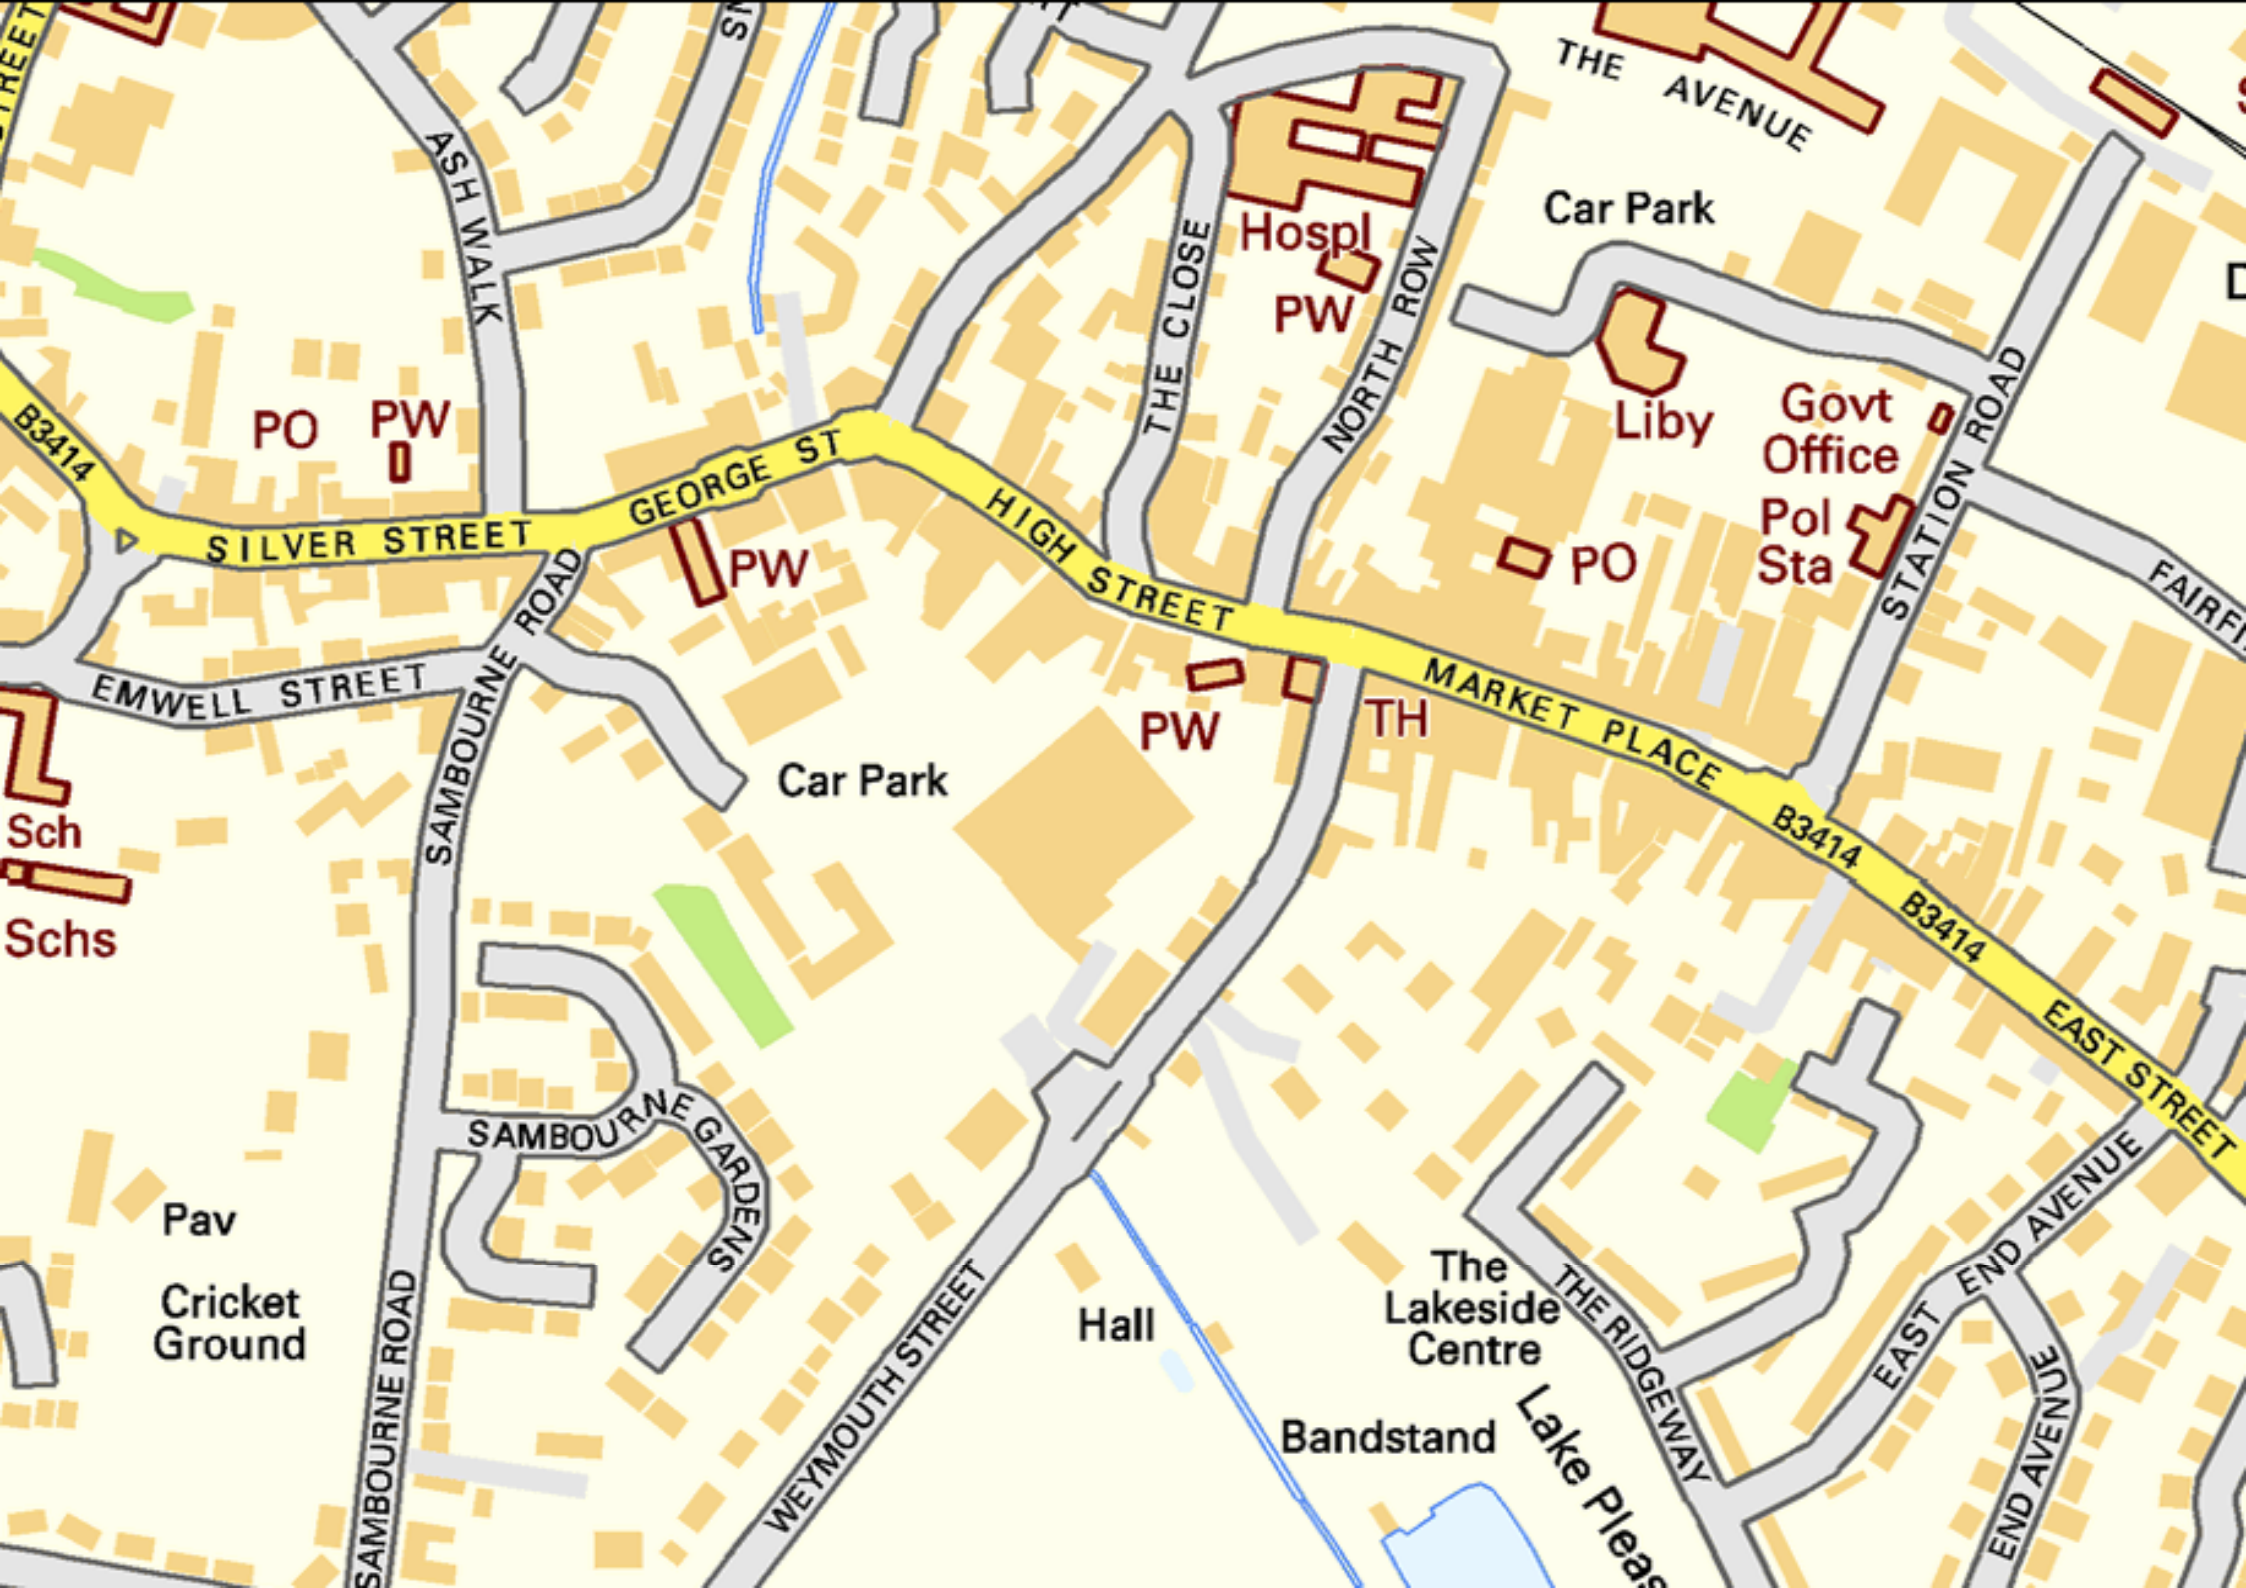 THE AVENUE
ASH WALK
Car Park
Hospl
PW
THE CLOSE
NORTH ROW
Liby
Govt
Office
STATION ROAD
Pol
Sta
PO
PO
PW
B3414
SILVER STREET
GEORGE ST
HIGH STREET
PW
FAIRFI
SAMBOURNE ROAD
EMWELL STREET
PW
TH
MARKET PLACE
Car Park
B3414
B3414
EAST STREET
Sch
Schs
SAMBOURNE GARDENS
Pav
Cricket
Ground
SAMBOURNE ROAD
WEYMOUTH STREET
Hall
The
Lakeside
Centre
Bandstand
Lake Pleas
THE RIDGEWAY
EAST END AVENUE
END AVENUE